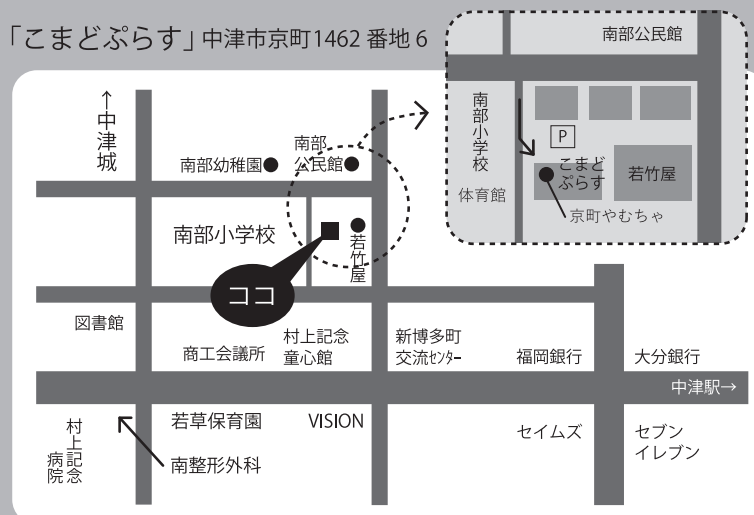 「こまどぷらす」中津市京町1462 番地 6
↑
中津城
南部幼稚園
南部
公民館
南部小学校
若竹屋
ココ
図書館
商工会議所
村上記念
童心館
新博多町
交流ｾﾝﾀｰ
福岡銀行
大分銀行
中津駅→
村上記念
病院
若草保育園
南整形外科
VISION
セイムズ
セブン
イレブン
南部公民館
南部小学校
体育館
P
こまど
ぷらす
若竹屋
京町やむちゃ